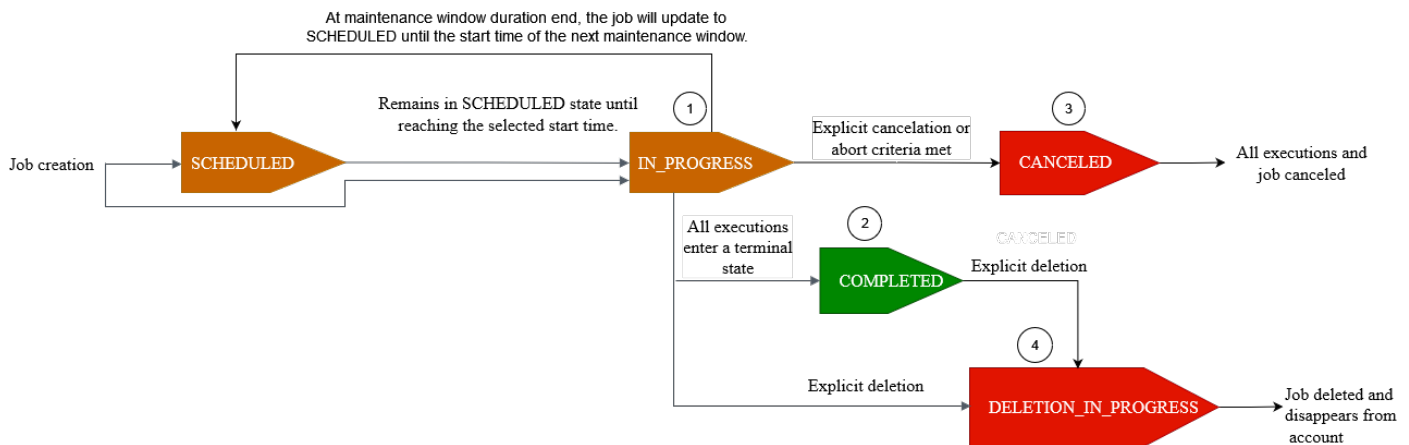 At maintenance window duration end, the job will update to
SCHEDULED until the start time of the next maintenance window.
Remains in SCHEDULED state until
reaching the selected start time.
1
3
Job creation
SCHEDULED
IN_PROGRESS
Explicit cancelation or
abort criteria met
CANCELED
All executions and
job canceled
All executions
enter a terminal
state
2
CANCELED
COMPLETED
Explicit deletion
4
Explicit deletion
DELETION_IN_PROGRESS
Job deleted and
disappears from
account